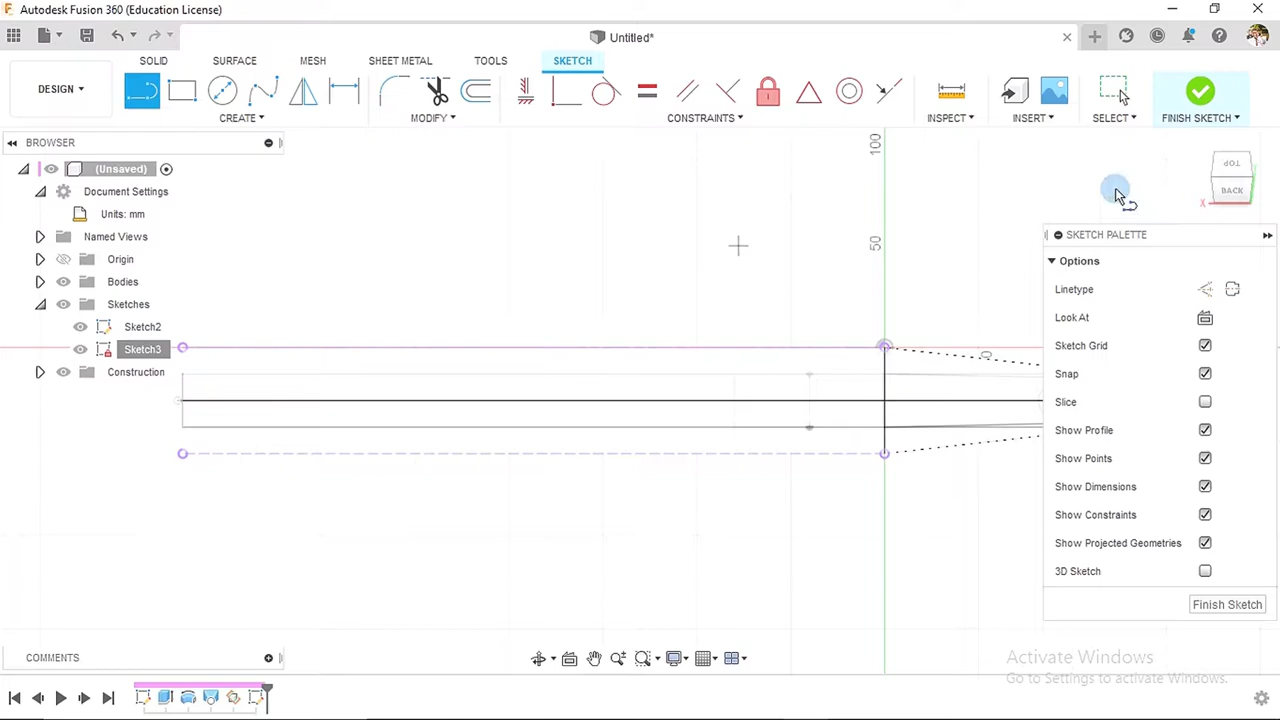 Autodesk Fusion 360 (Education License)
Untitled*
DESIGN
SOLID
SURFACE
MESH
SHEET METAL
TOOLS
SKETCH
CREATE
MODIFY
CONSTRAINTS
INSPECT
INSERT
SELECT
FINISH SKETCH
BROWSER
(Unsaved)
Document Settings
Units: mm
Named Views
Origin
Bodies
Sketches
Sketch2
Sketch3
Construction
100
50
0
TOP
BACK
X
SKETCH PALETTE
Options
Linetype
Look At
Sketch Grid
Snap
Slice
Show Profile
Show Points
Show Dimensions
Show Constraints
Show Projected Geometries
3D Sketch
Finish Sketch
COMMENTS
Activate Windows
Go to Settings to activate Windows.